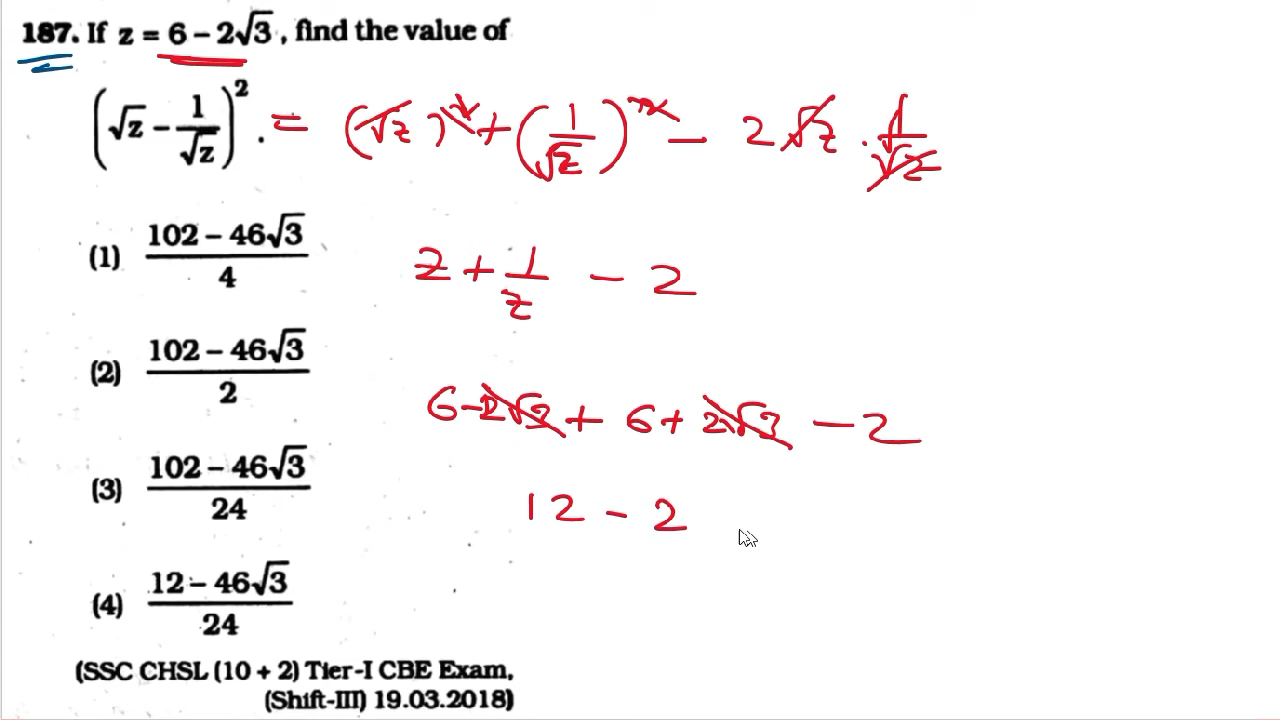 187. If z = 6 – 2√3, find the value of
(√z – 1/√z)². = (√z)² + (1/√z)² – 2√z · 1/√z
(1) (102 – 46√3)/4
z + 1/z – 2
(2) (102 – 46√3)/2
6 – 2√3 + 6 + 2√3 – 2
(3) (102 – 46√3)/24
12 – 2
(4) (12 – 46√3)/24
(SSC CHSL (10 + 2) Tier-I CBE Exam,
(Shift-III) 19.03.2018)